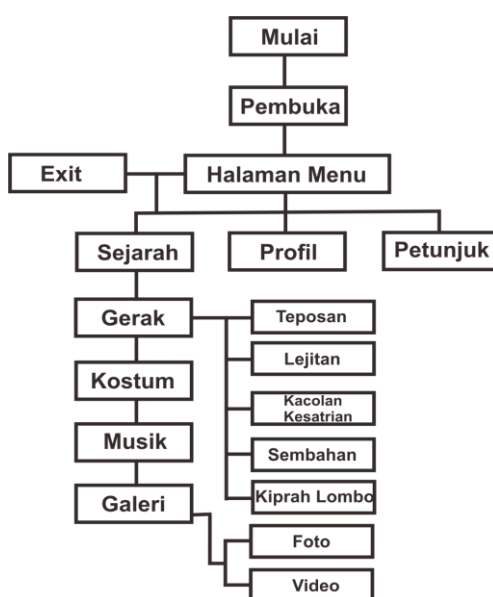 Mulai
Pembuka
Exit
Halaman Menu
Sejarah
Profil
Petunjuk
Gerak
Teposan
Lejitan
Kostum
Kacolan
Kesatrian
Musik
Sembahan
Galeri
Kiprah Lombo
Foto
Video